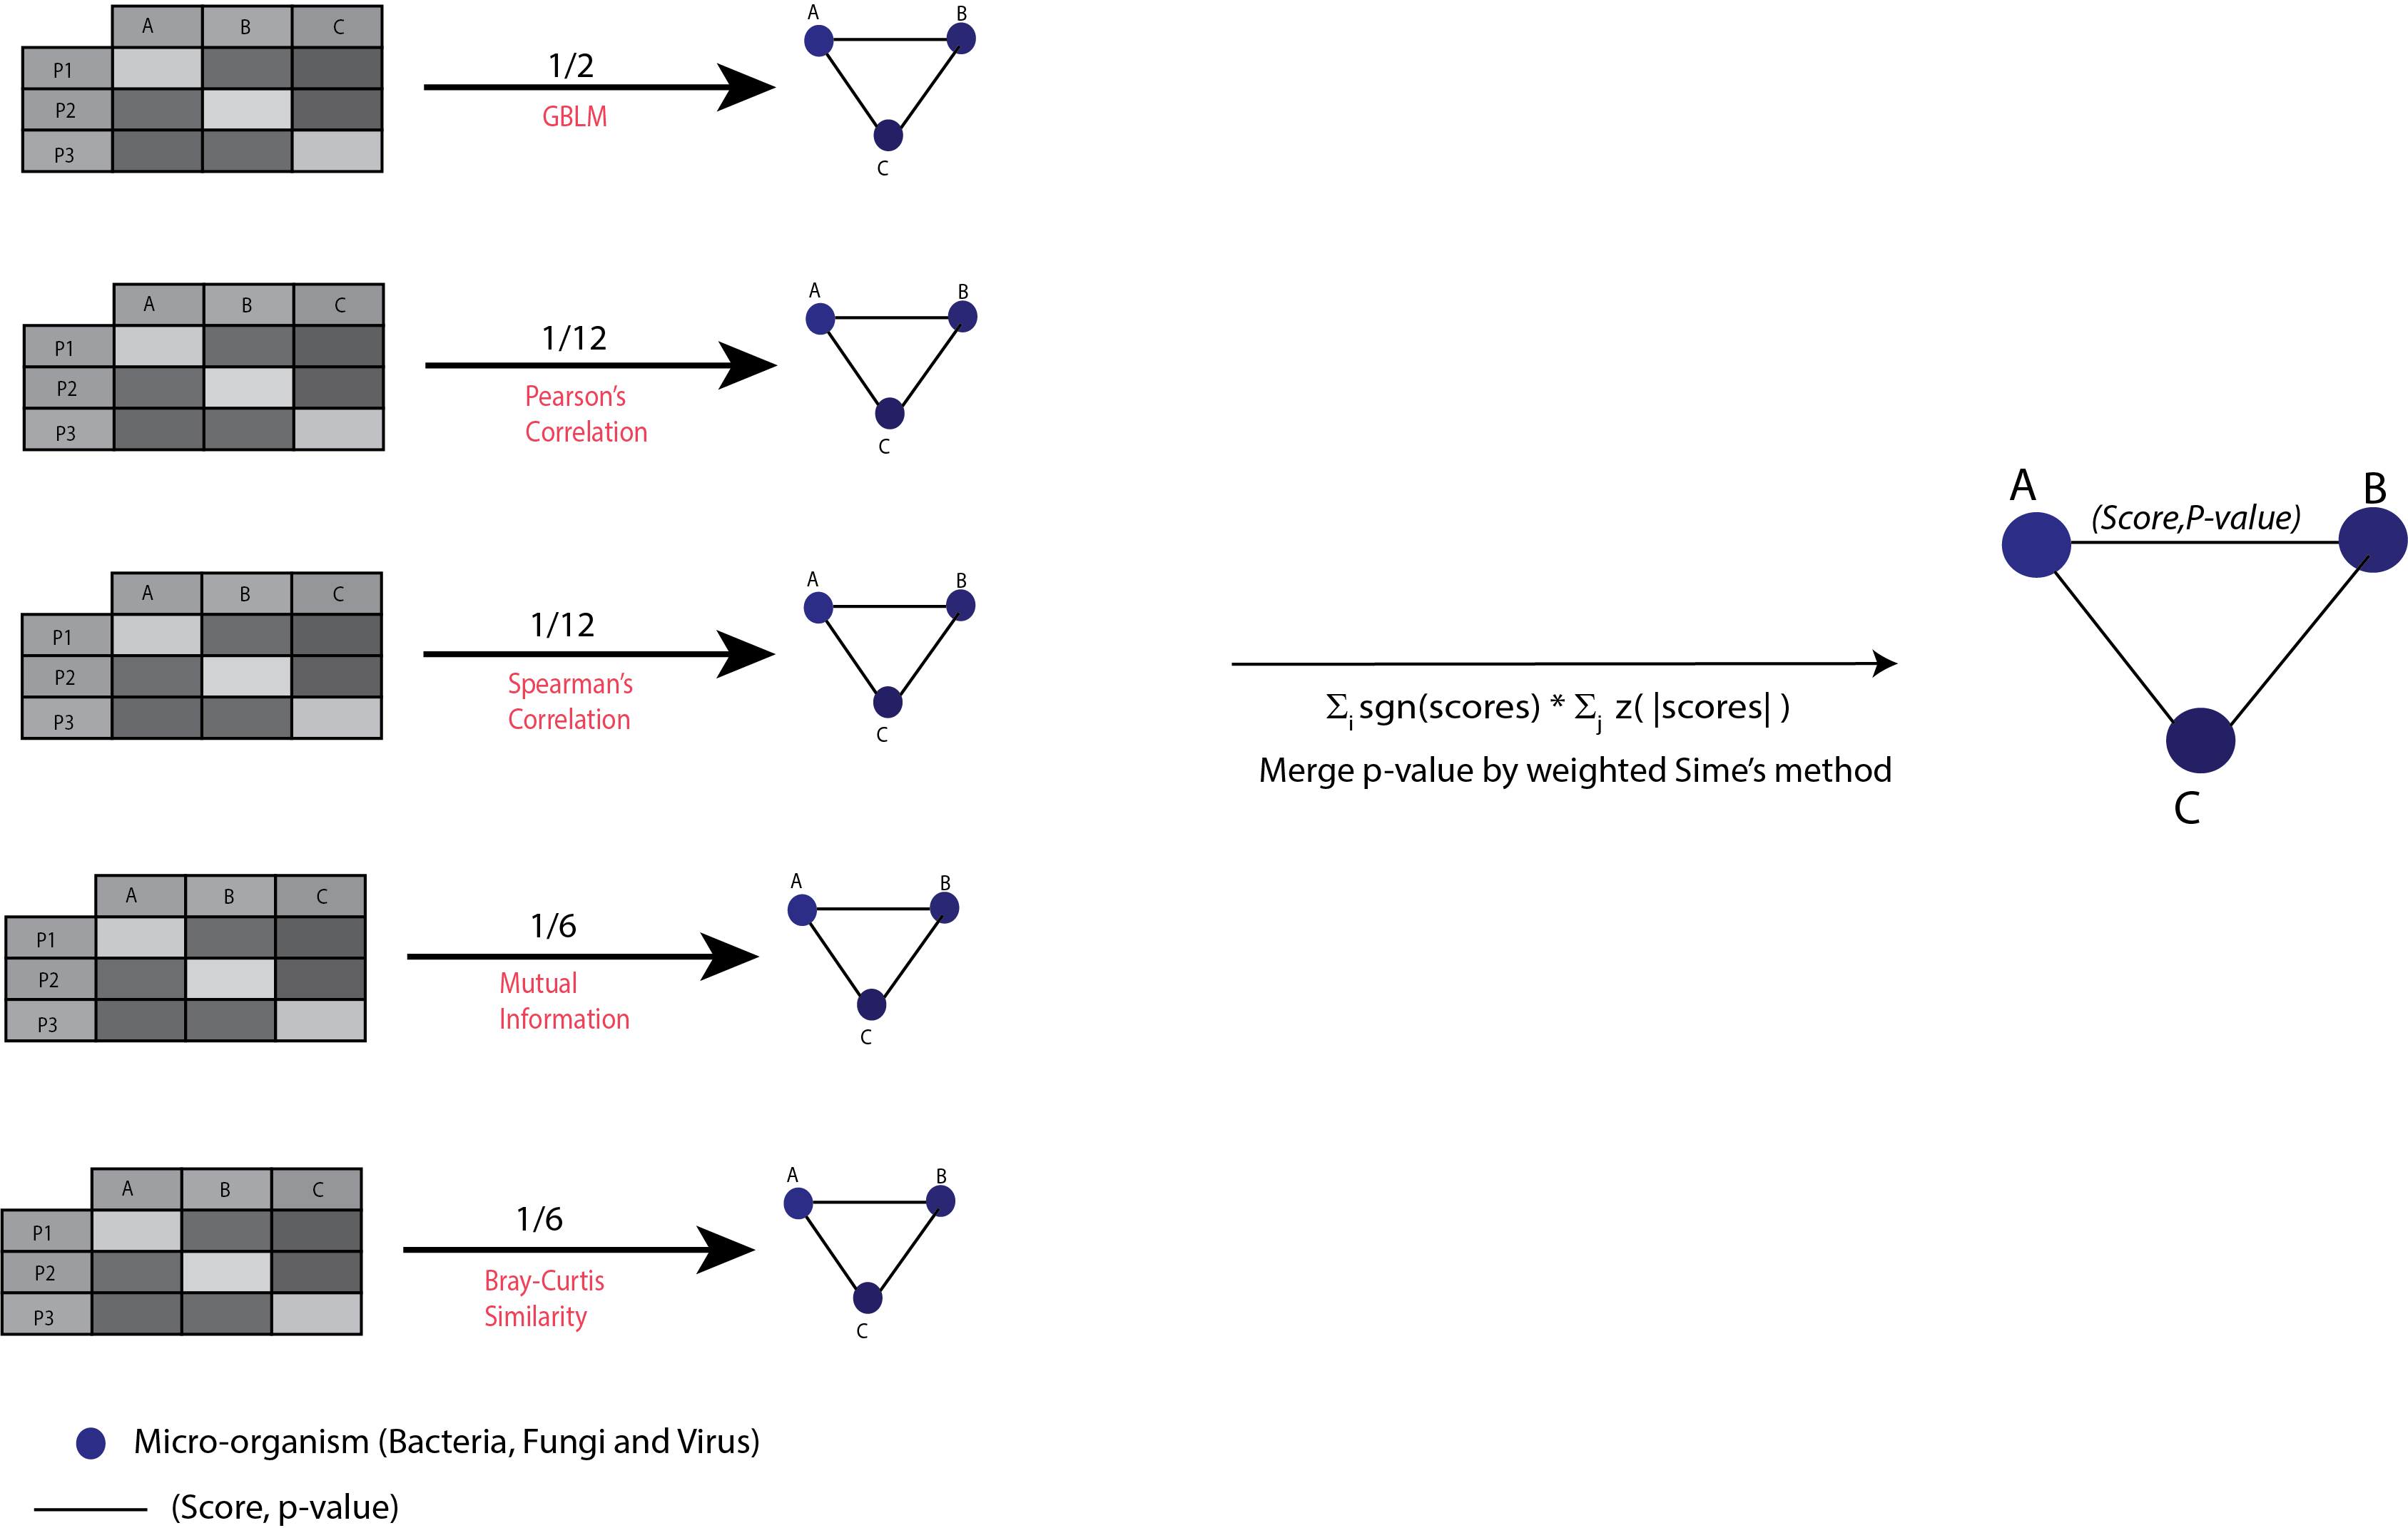 A B C
P1
P2
P3
1/2
GBLM
A
B
C
A B C
P1
P2
P3
1/12
Pearson's
Correlation
A
B
C
A B C
P1
P2
P3
1/12
Spearman's
Correlation
A
B
C
A B C
P1
P2
P3
1/6
Mutual
Information
A
B
C
A B C
P1
P2
P3
1/6
Bray-Curtis
Similarity
A
B
C
Σi sgn(scores) * Σj z( |scores| )
Merge p-value by weighted Sime's method
A
B
(Score,P-value)
C
Micro-organism (Bacteria, Fungi and Virus)
(Score, p-value)